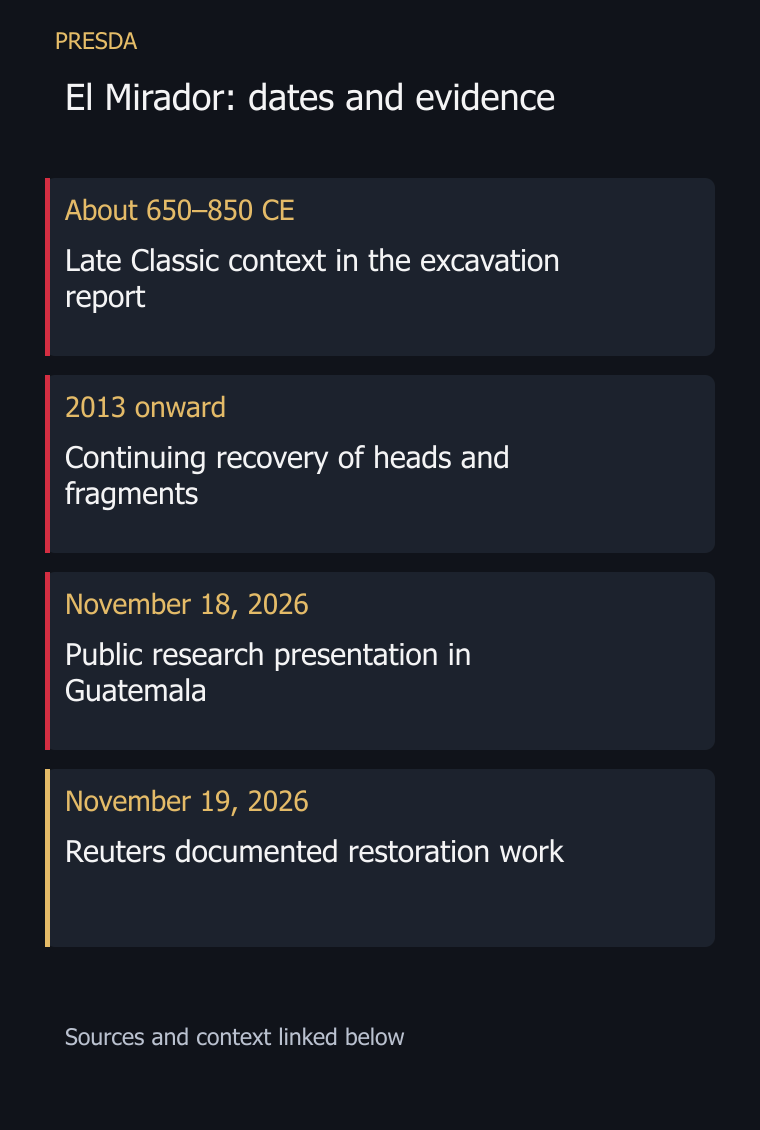 PRESDA
El Mirador: dates and evidence
About 650–850 CE
Late Classic context in the excavation
report
2013 onward
Continuing recovery of heads and
fragments
November 18, 2026
Public research presentation in
Guatemala
November 19, 2026
Reuters documented restoration work
Sources and context linked below